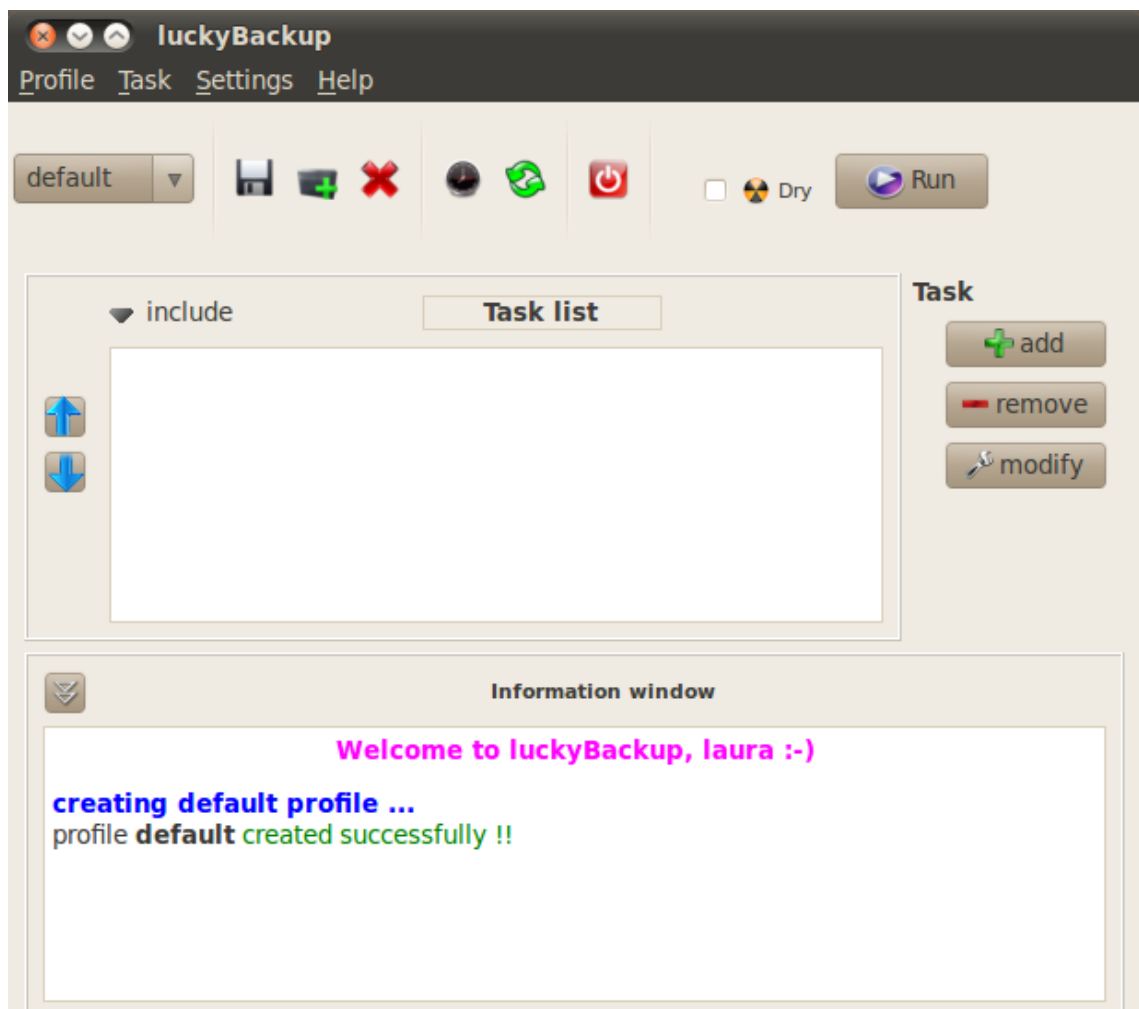 luckyBackup
Profile Task Settings Help
default
Dry
Run
include
Task list
Task
add
remove
modify
Information window
Welcome to luckyBackup, laura :-)
creating default profile ...
profile default created successfully !!